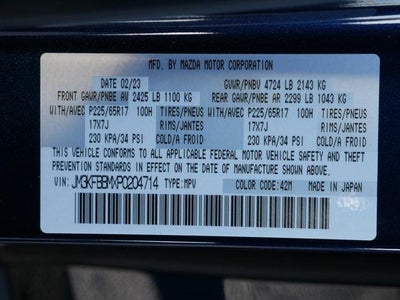 MFD. BY MAZDA MOTOR CORPORATION
DATE 02/23 GVWR/PNBV 4724 LB 2143 KG
FRONT GAWR/PNBE AV 2425 LB 1100 KG REAR GAWR/PNBE AR 2299 LB 1043 KG
WITH/AVEC P225/65R17 100H TIRES/PNEUS WITH/AVEC P225/65R17 100H TIRES/PNEUS
17X7J RIMS/JANTES 17X7J RIMS/JANTES
230 KPA/34 PSI COLD/A FROID 230 KPA/34 PSI COLD/A FROID
THIS VEHICLE CONFORMS TO ALL APPLICABLE FEDERAL MOTOR VEHICLE SAFETY AND THEFT
PREVENTION STANDARDS IN EFFECT ON THE DATE OF MANUFACTURE SHOWN ABOVE.
JM3KFBBMXP0204714 TYPE:MPV COLOR CODE:42M MADE IN JAPAN